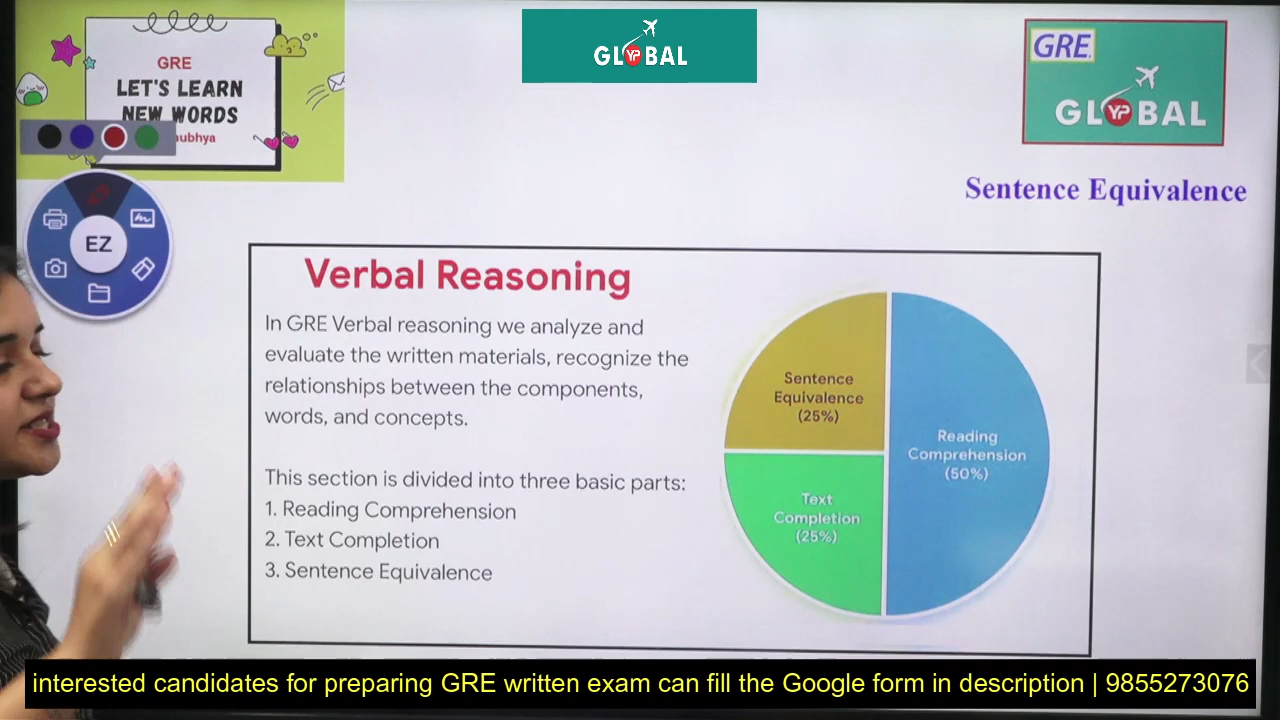 GRE
LET'S LEARN
NEW WORDS
ubhya
GLYPBAL
GRE
GLYPBAL
Sentence Equivalence
EZ
Verbal Reasoning
In GRE Verbal reasoning we analyze and
evaluate the written materials, recognize the
relationships between the components,
words, and concepts.
This section is divided into three basic parts:
1. Reading Comprehension
2. Text Completion
3. Sentence Equivalence
Sentence
Equivalence
(25%)
Reading
Comprehension
(50%)
Text
Completion
(25%)
interested candidates for preparing GRE written exam can fill the Google form in description | 9855273076